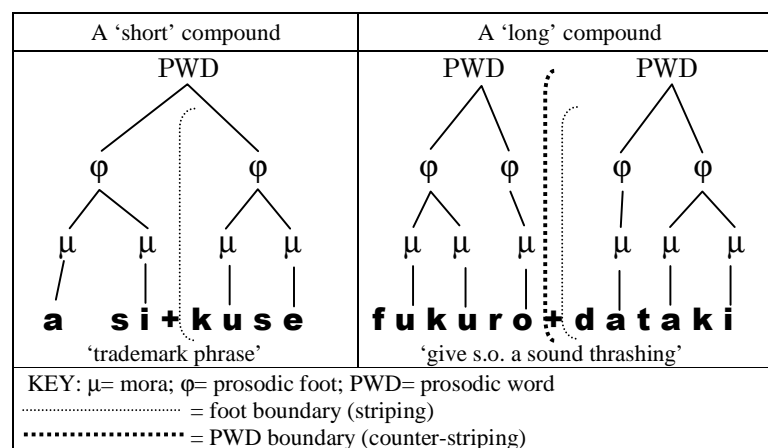 A ‘short’ compound
A ‘long’ compound
PWD
PWD PWD
φ φ
φ φ φ φ
μ μ μ μ
μ μ μ μ μ μ
a si+kuse
fukuro+dataki
‘trademark phrase’
‘give s.o. a sound thrashing’
KEY: μ= mora; φ= prosodic foot; PWD= prosodic word
= foot boundary (striping)
= PWD boundary (counter-striping)